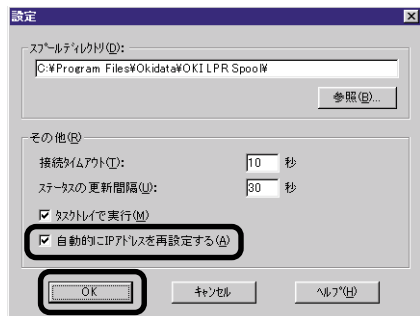 設定
スプールディレクトリ(D):
C:¥Program Files¥Okidata¥OKI LPR Spool¥
参照(B)...
その他(R)
接続タイムアウト(T): 10 秒
ステータスの更新間隔(U): 30 秒
タスクトレイで実行(M)
自動的にIPアドレスを再設定する(A)
OK キャンセル ヘルプ(H)